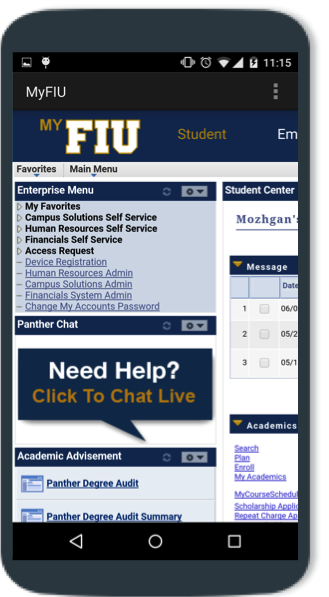 11:15
MyFIU
MY FIU
Student
Em
Favorites
Main Menu
Enterprise Menu
My Favorites
Campus Solutions Self Service
Human Resources Self Service
Financials Self Service
Access Request
Device Registration
Human Resources Admin
Campus Solutions Admin
Financials System Admin
Change My Accounts Password
Panther Chat
Need Help?
Click To Chat Live
Academic Advisement
Panther Degree Audit
Panther Degree Audit Summary
Student Center
Mozhgan's
Message
Date
1 06/0
2 05/2
3 05/1
Academics
Search
Plan
Enroll
My Academics
MyCourseSchedul
Scholarship Applic
Repeat Charge Ap